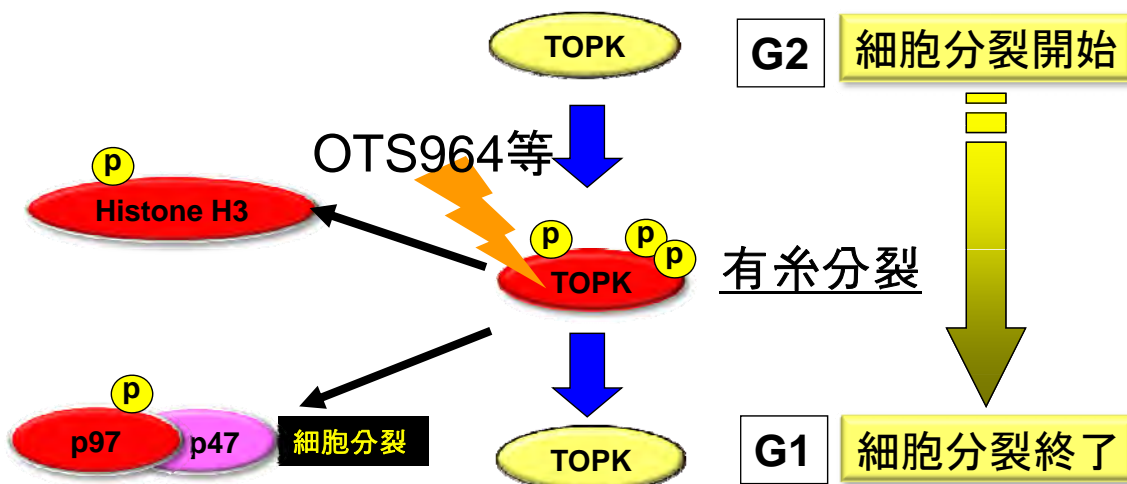 TOPK
G2
細胞分裂開始
OTS964等
p
Histone H3
p
p
p
TOPK
有糸分裂
p
p97
p47
細胞分裂
TOPK
G1
細胞分裂終了